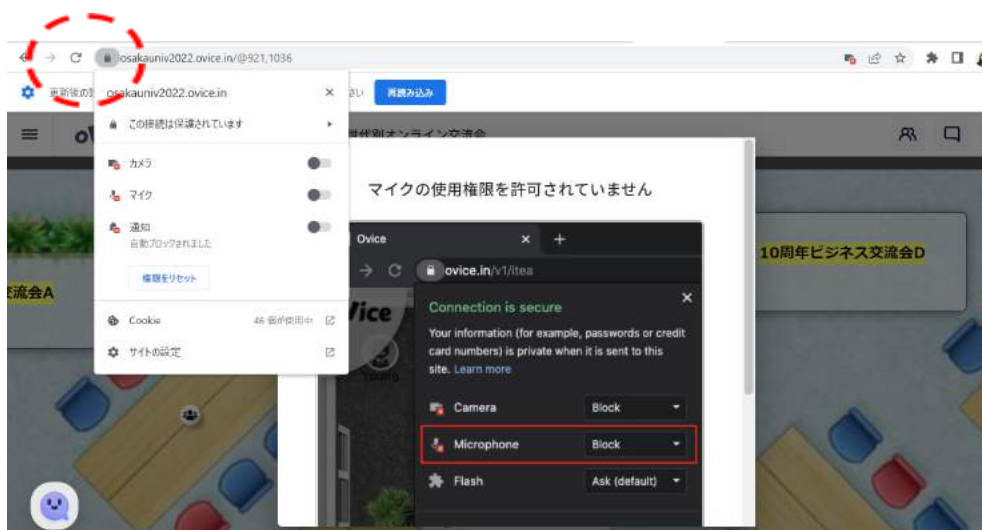 osakauniv2022.ovice.in/@921,1036
さい
再読み込み
osakauniv2022.ovice.in
この接続は保護されています
カメラ
マイク
通知
自動ブロックされました
権限をリセット
Cookie
46 個が使用中
サイトの設定
世代別オンライン交流会
マイクの使用権限を許可されていません
10周年ビジネス交流会D
流会A
Ovice
ovice.in/v1/itea
Connection is secure
Your information (for example, passwords or credit
card numbers) is private when it is sent to this
site. Learn more
Camera
Block
Microphone
Block
Flash
Ask (default)